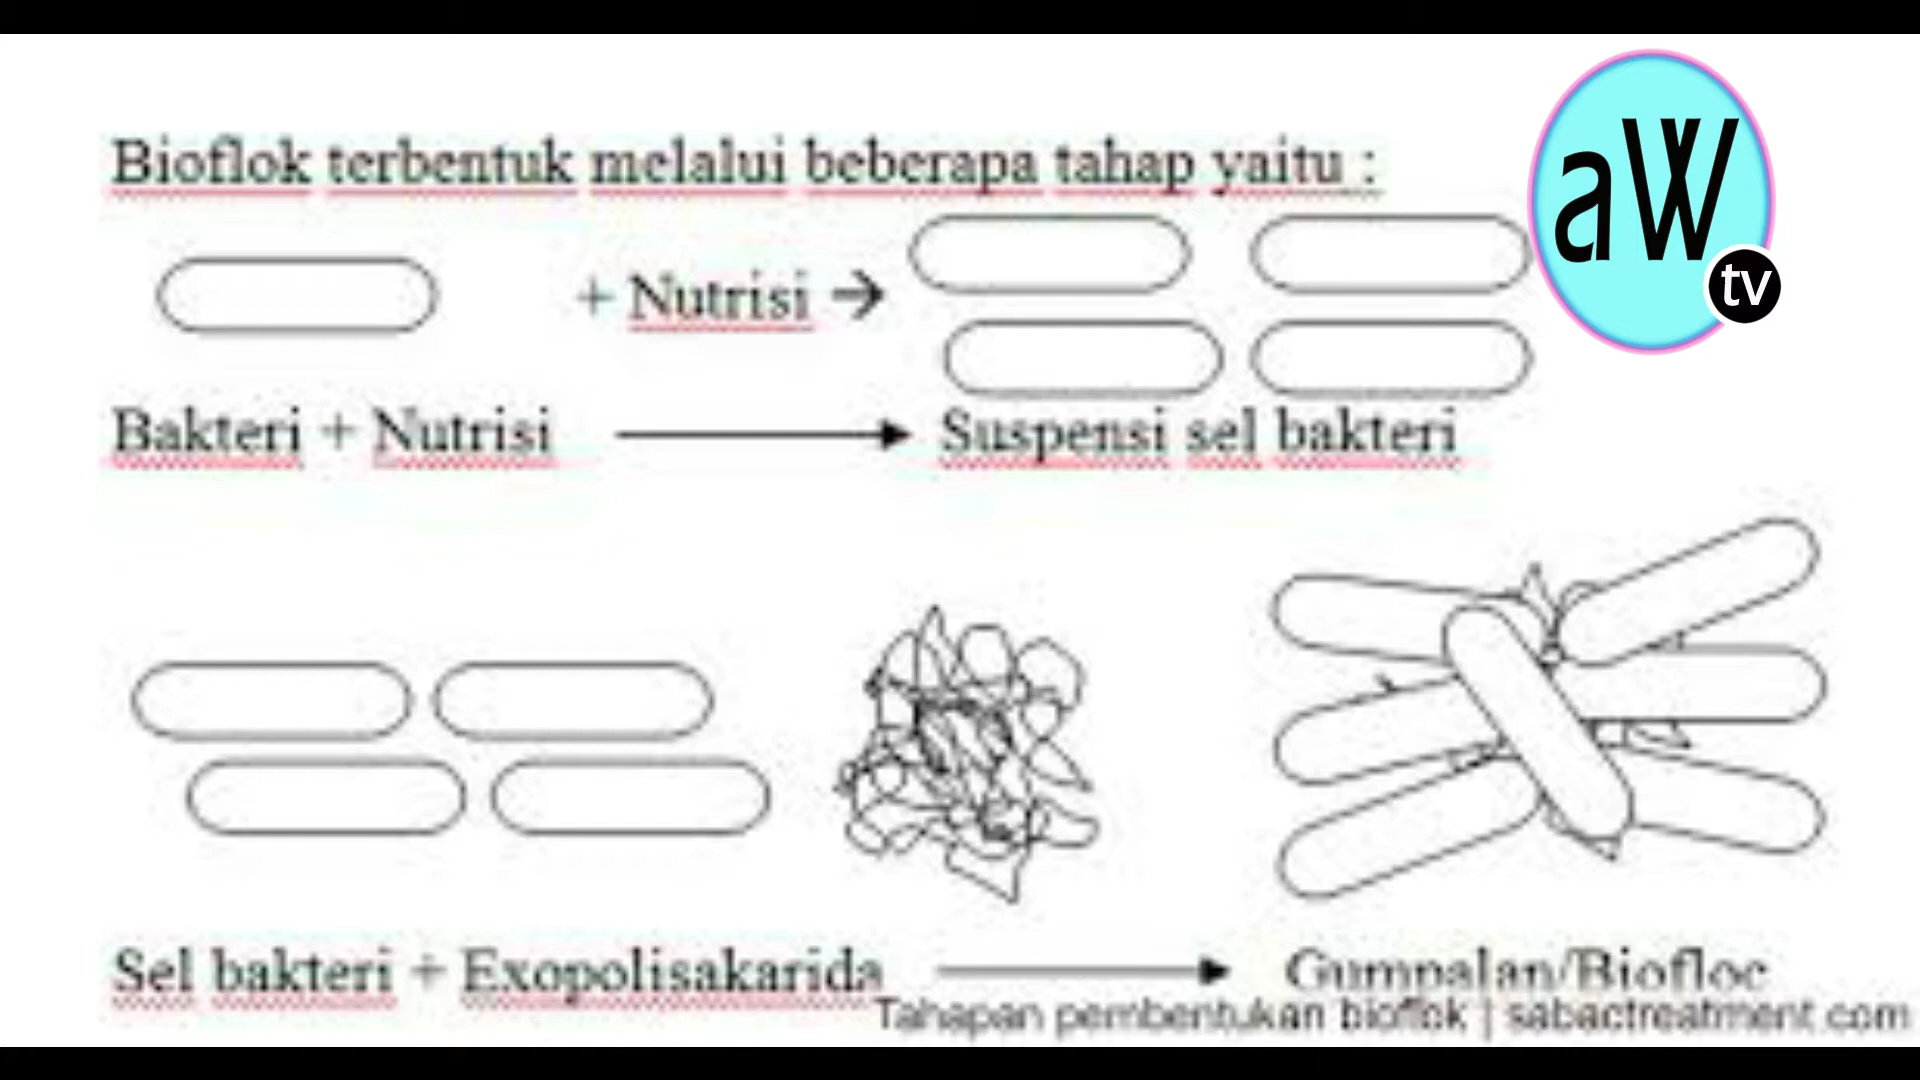 Bioflok terbentuk melalui beberapa tahap yaitu :
aW
tv
+ Nutrisi →
Bakteri + Nutrisi → Suspensi sel bakteri
Sel bakteri + Exopolisakarida → Gumpalan/Biofloc
Tahapan pembentukan bioflok | sabactreatment.com